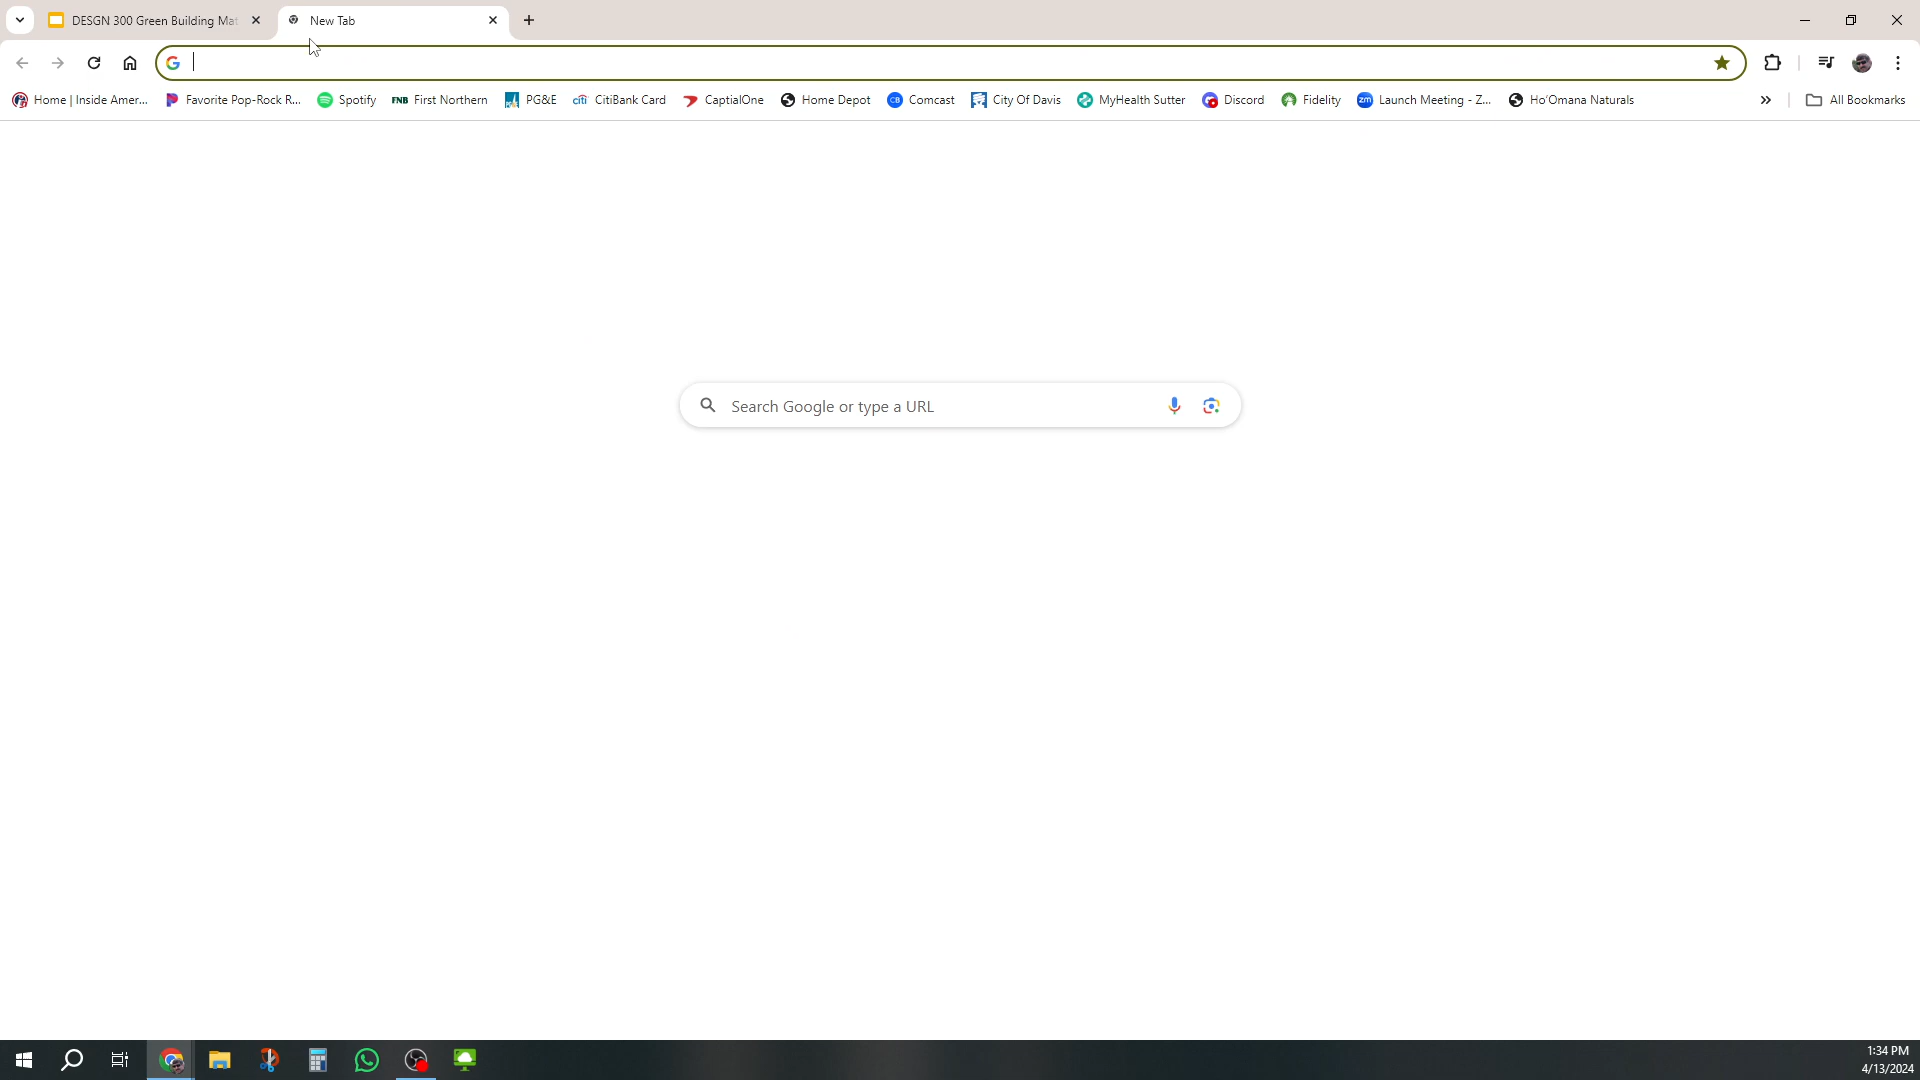 DESGN 300 Green Building Mat
New Tab
Home | Inside Amer...
Favorite Pop-Rock R...
Spotify
FNB First Northern
PG&E
citi CitiBank Card
CaptialOne
Home Depot
CB Comcast
City Of Davis
MyHealth Sutter
Discord
Fidelity
zm Launch Meeting - Z...
Ho'Omana Naturals
All Bookmarks
Search Google or type a URL
1:34 PM
4/13/2024